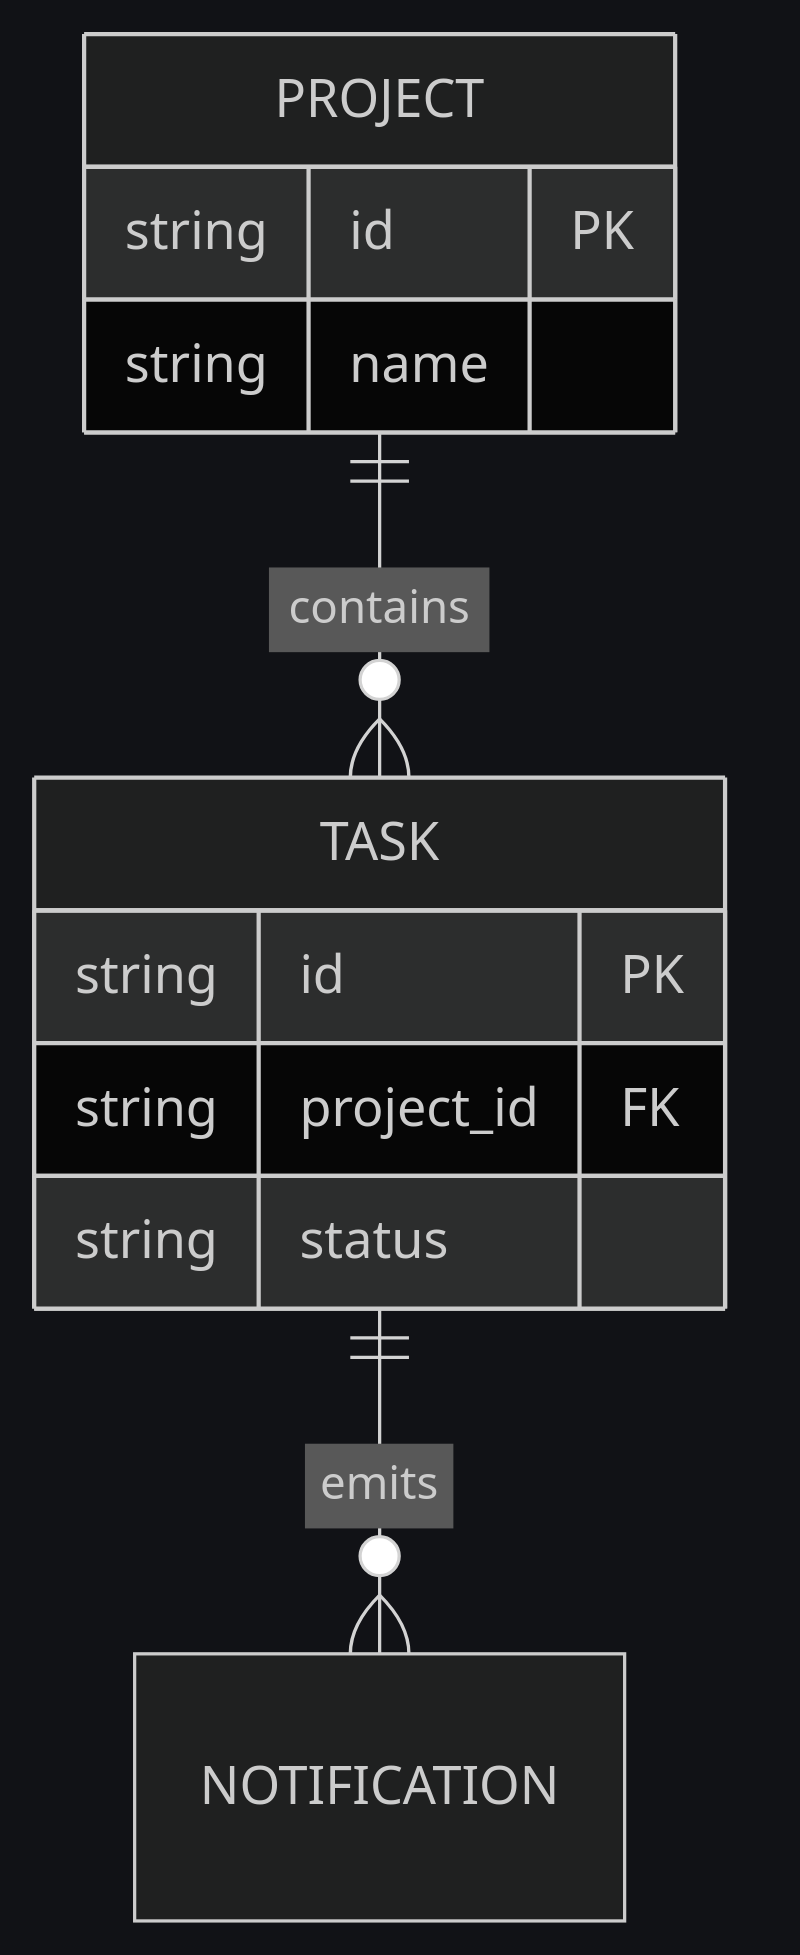 PROJECT
string id PK
string name
contains
TASK
string id PK
string project_id FK
string status
emits
NOTIFICATION